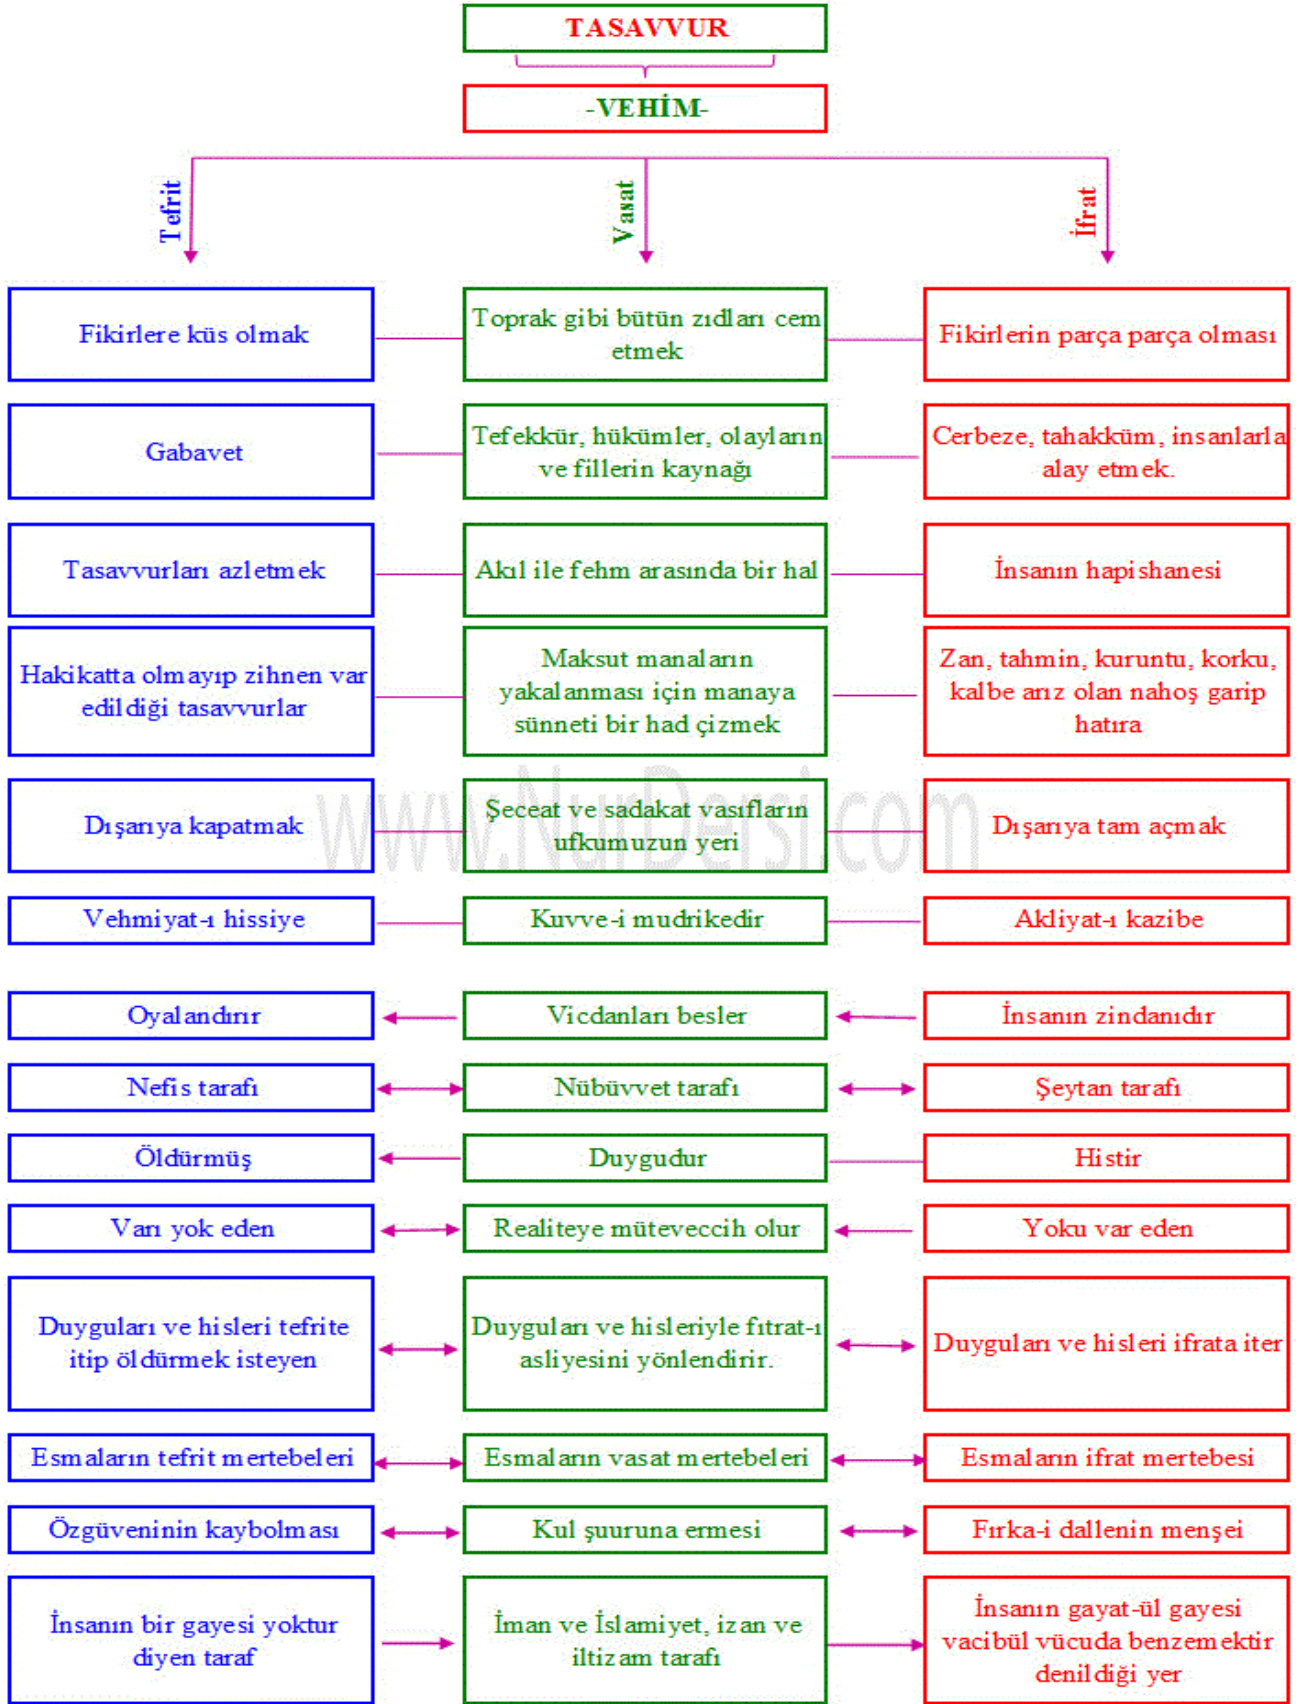 TASAVVUR
-VEHİM-
Tefrit
Vasat
İfrat
Fikirlere küs olmak
Toprak gibi bütün zıdları cem
etmek
Fikirlerin parça parça olması
Gabavet
Tefekkür, hükümler, olayların
ve fillerin kaynağı
Cerbeze, tahakküm, insanlarla
alay etmek.
Tasavvurları azletmek
Akıl ile fehm arasında bir hal
İnsanın hapishanesi
Hakikatta olmayıp zihnen var
edildiği tasavvurlar
Maksut manaların
yakalanması için manaya
sünneti bir had çizmek
Zan, tahmin, kuruntu, korku,
kalbe arız olan nahoş garip
hatıra
Dışarıya kapatmak
Şeceat ve sadakat vasıfların
ufkumuzun yeri
Dışarıya tam açmak
www.NurDersi.com
Vehmiyat-ı hissiye
Kuvve-i mudrikedir
Akliyat-ı kazibe
Oyalandırır
Vicdanları besler
İnsanın zindanıdır
Nefis tarafı
Nübüvvet tarafı
Şeytan tarafı
Öldürmüş
Duygudur
Histir
Varı yok eden
Realiteye müteveccih olur
Yoku var eden
Duyguları ve hisleri tefrite
itip öldürmek isteyen
Duyguları ve hisleriyle fıtrat-ı
asliyesini yönlendirir.
Duyguları ve hisleri ifrata iter
Esmaların tefrit mertebeleri
Esmaların vasat mertebeleri
Esmaların ifrat mertebesi
Özgüveninin kaybolması
Kul şuuruna ermesi
Fırka-i dallenin menşei
İnsanın bir gayesi yoktur
diyen taraf
İman ve İslamiyet, izan ve
iltizam tarafı
İnsanın gayat-ül gayesi
vacibül vücuda benzemektir
denildiği yer